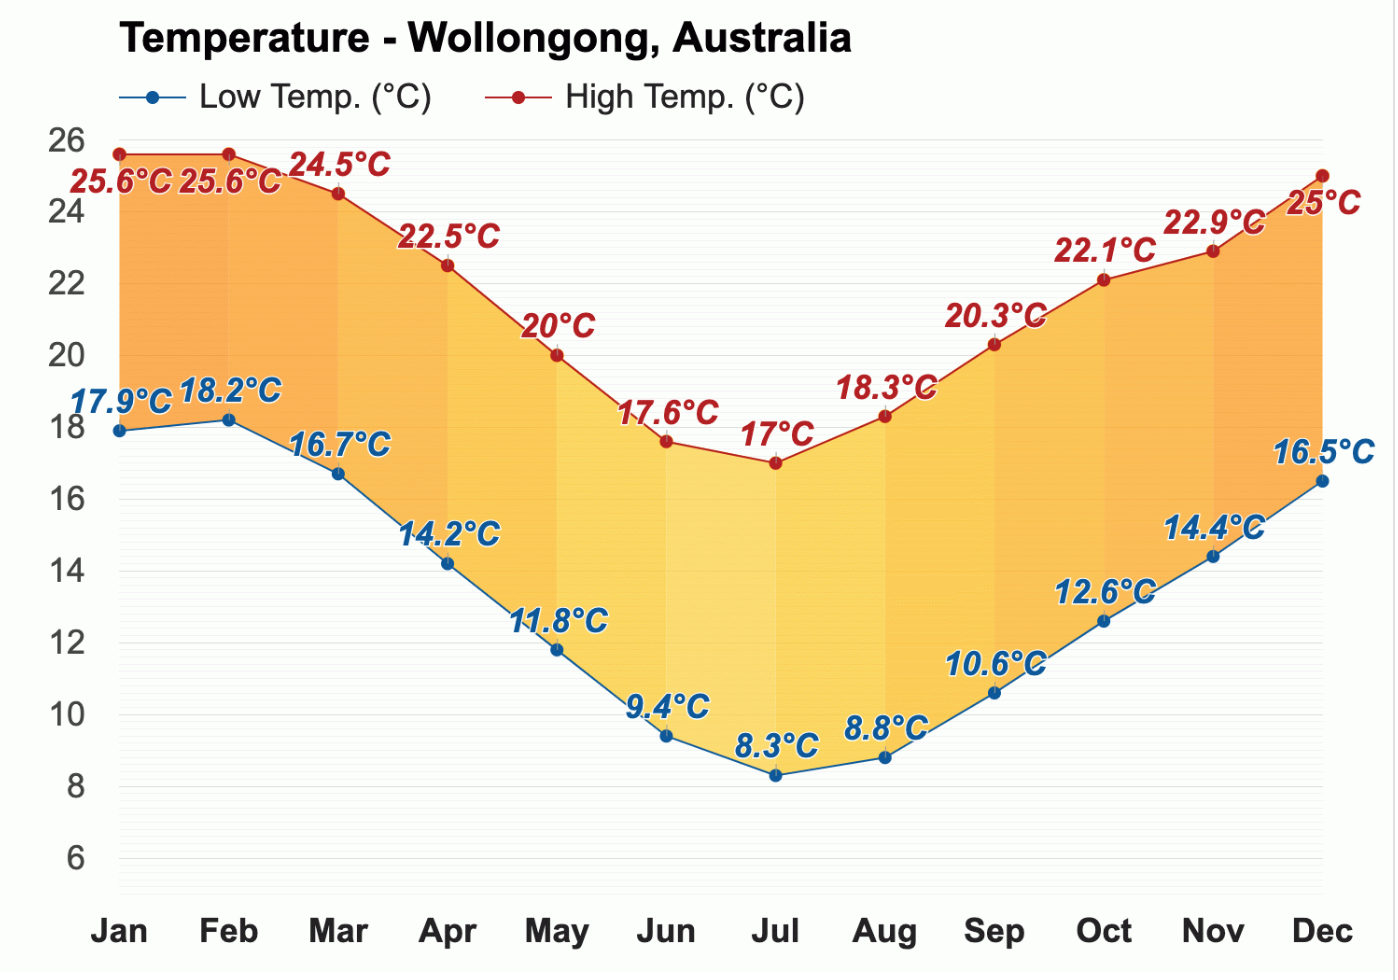 Temperature - Wollongong, Australia
Low Temp. (°C) High Temp. (°C)
26
24
22
20
18
16
14
12
10
8
6
25.6°C 25.6°C 24.5°C 22.5°C 20°C 17.6°C 17°C 18.3°C 20.3°C 22.1°C 22.9°C 25°C
17.9°C 18.2°C 16.7°C 14.2°C 11.8°C 9.4°C 8.3°C 8.8°C 10.6°C 12.6°C 14.4°C 16.5°C
Jan Feb Mar Apr May Jun Jul Aug Sep Oct Nov Dec